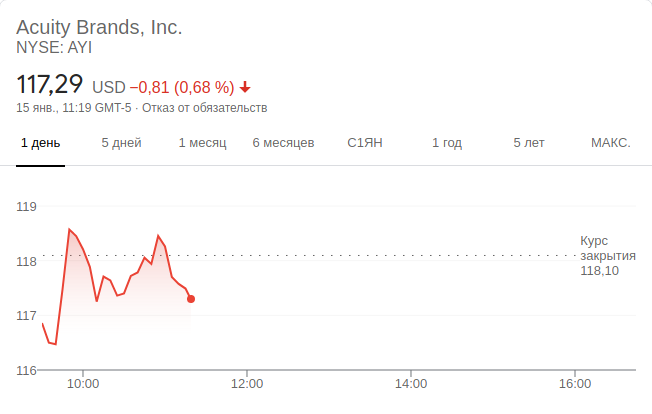 Acuity Brands, Inc.
NYSE: AYI
117,29 USD −0,81 (0,68 %)
15 янв., 11:19 GMT-5 · Отказ от обязательств
1 день 5 дней 1 месяц 6 месяцев С1ЯН 1 год 5 лет МАКС.
119
Курс
118 закрытия
118,10
117
116
10:00 12:00 14:00 16:00